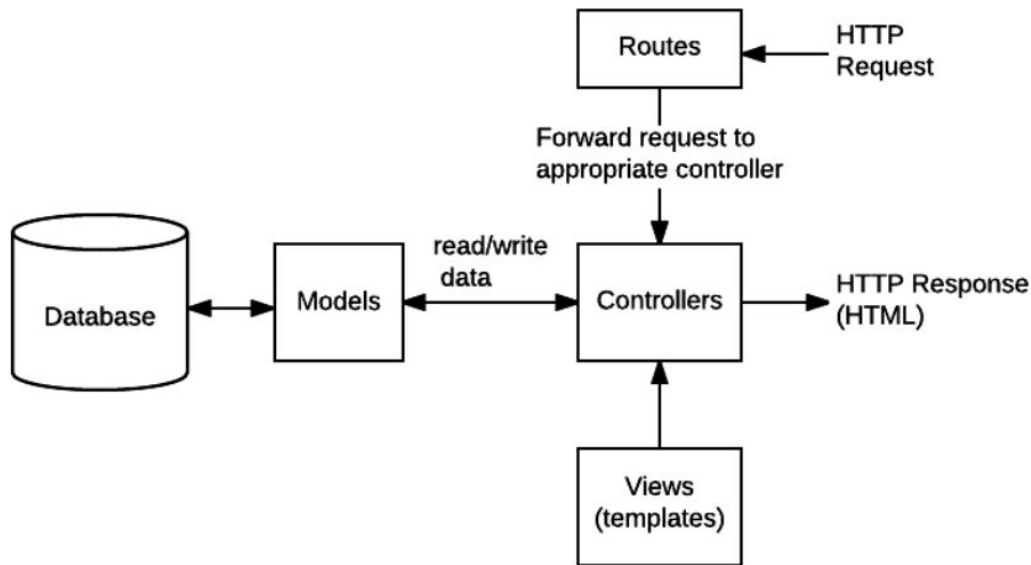 Routes
HTTP
Request
Forward request to
appropriate controller
Database
Models
read/write
data
Controllers
HTTP Response
(HTML)
Views
(templates)